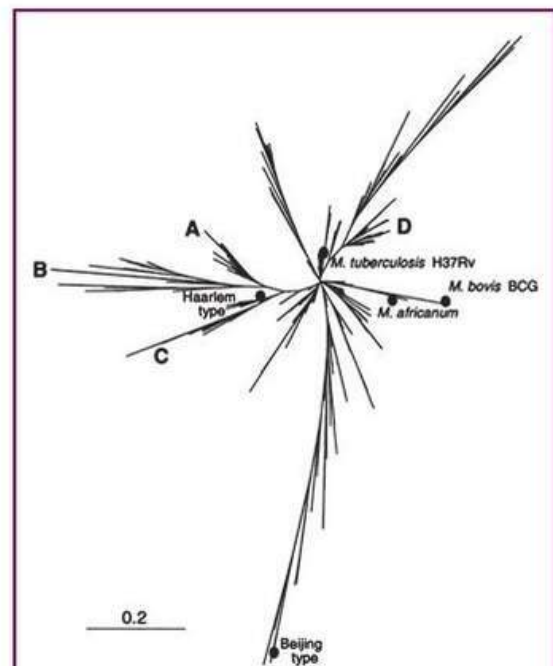 A
D
M. tuberculosis H37Rv
B
M. bovis BCG
Haarlem
type
M. africanum
C
0.2
Beijing
type